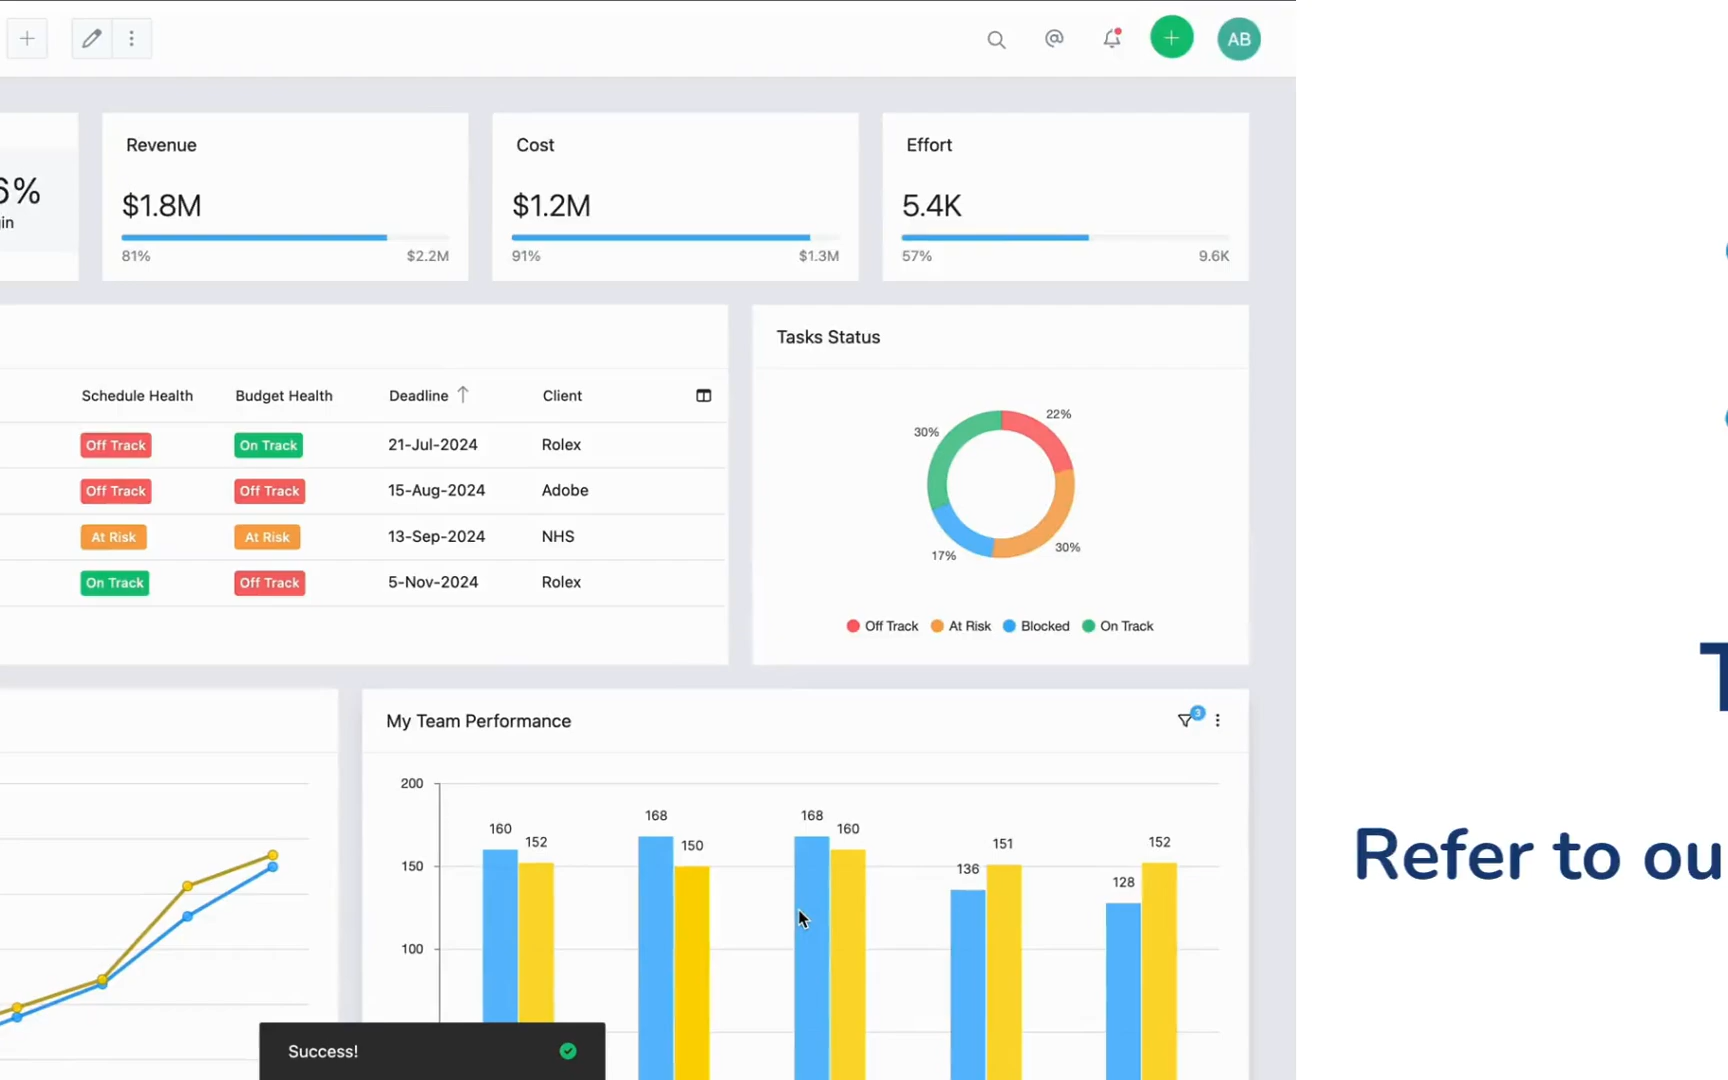 AB
6%
Revenue
$1.8M
81% $2.2M
Cost
$1.2M
91% $1.3M
Effort
5.4K
57% 9.6K
Schedule Health Budget Health Deadline Client
Off Track On Track 21-Jul-2024 Rolex
Off Track Off Track 15-Aug-2024 Adobe
At Risk At Risk 13-Sep-2024 NHS
On Track Off Track 5-Nov-2024 Rolex
Tasks Status
22%
30%
30%
17%
Off Track At Risk Blocked On Track
My Team Performance
3
200
150
100
160 152
168 150
168 160
136 151
128 152
Success!
T
Refer to ou